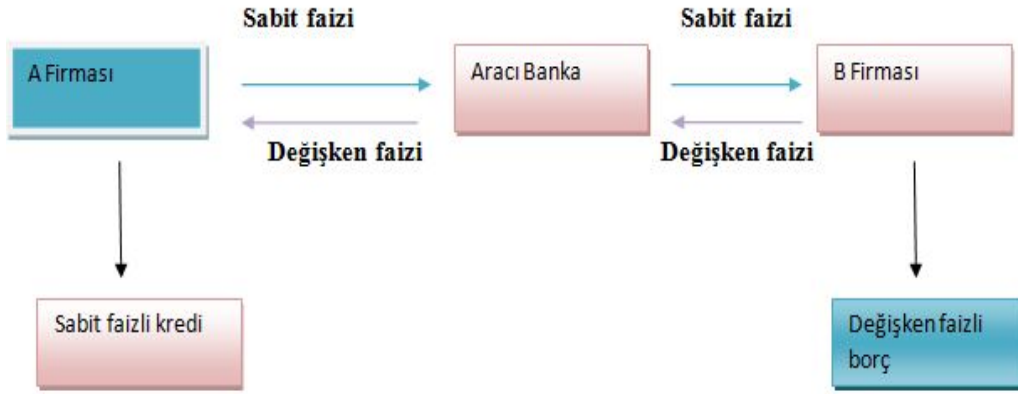 Sabit faizi
Sabit faizi
A Firması
Aracı Banka
B Firması
Değişken faizi
Değişken faizi
Sabit faizli kredi
Değişken faizli
borç